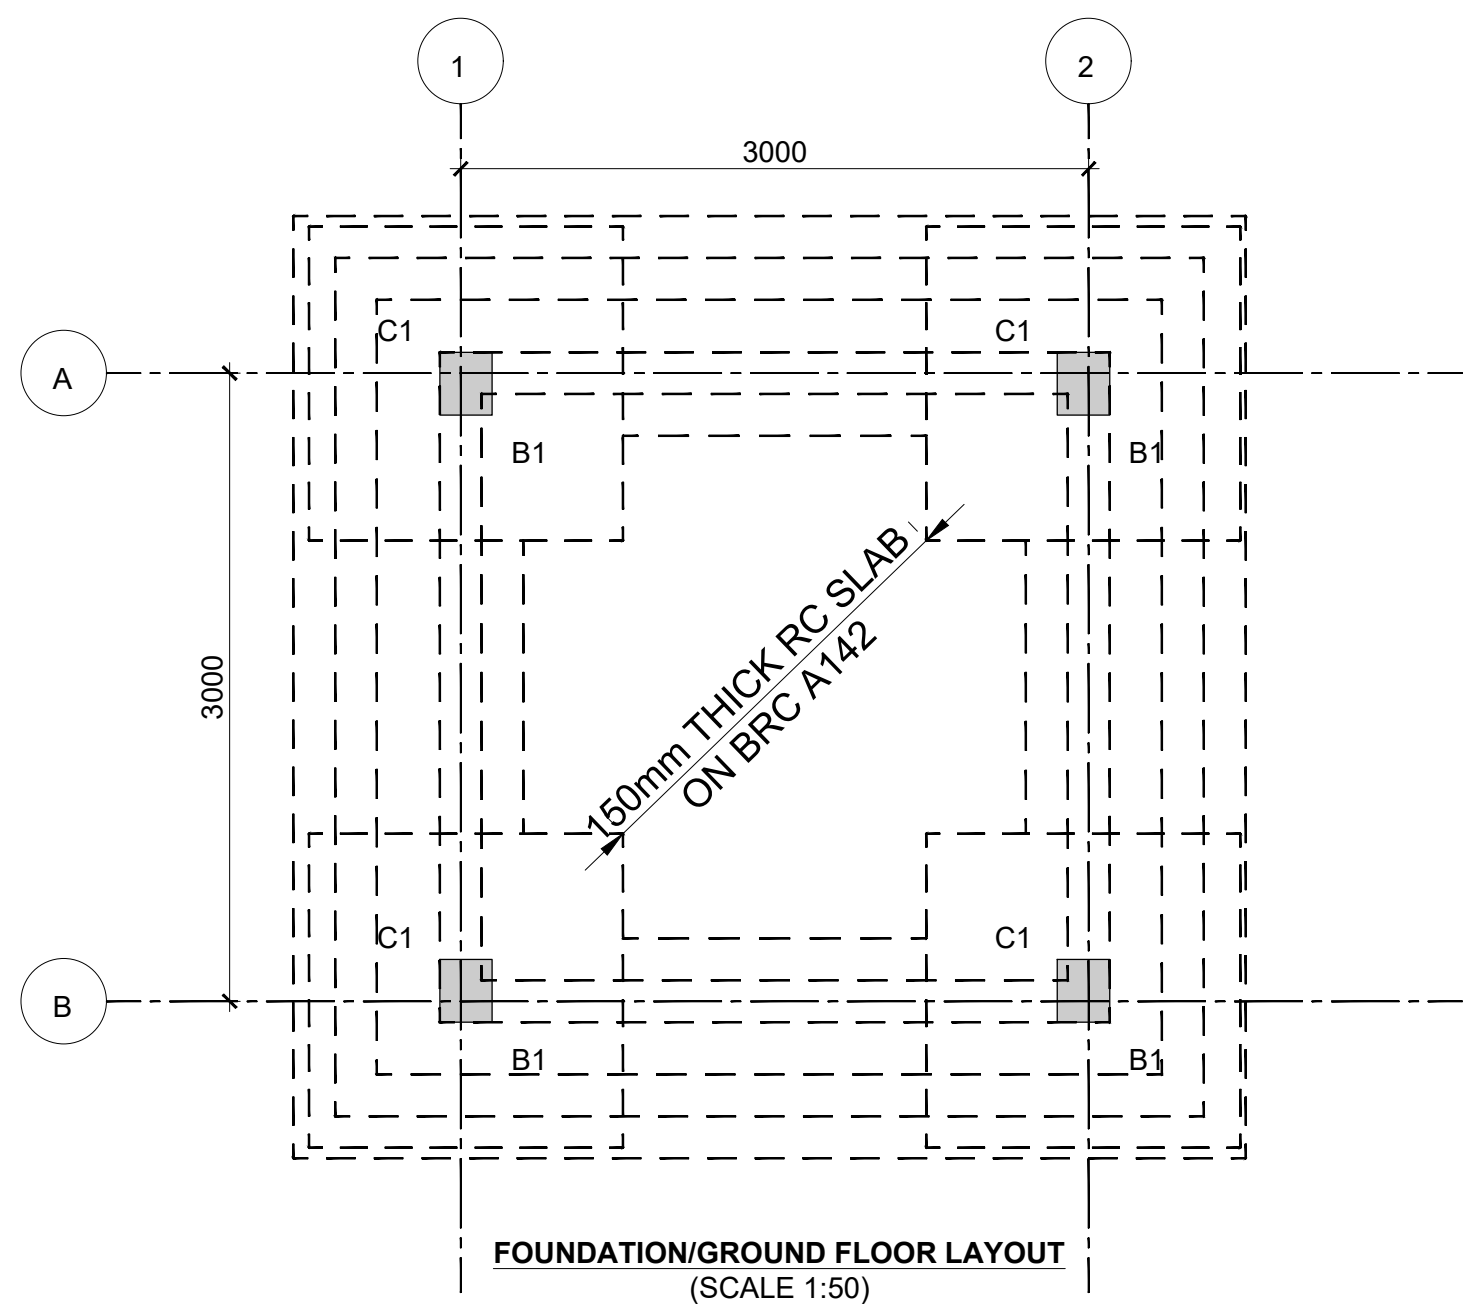 1
2
3000
C1
C1
A
B1
B1
150mm THICK RC SLAB
ON BRC A142
3000
C1
C1
B
B1
B1
FOUNDATION/GROUND FLOOR LAYOUT
(SCALE 1:50)